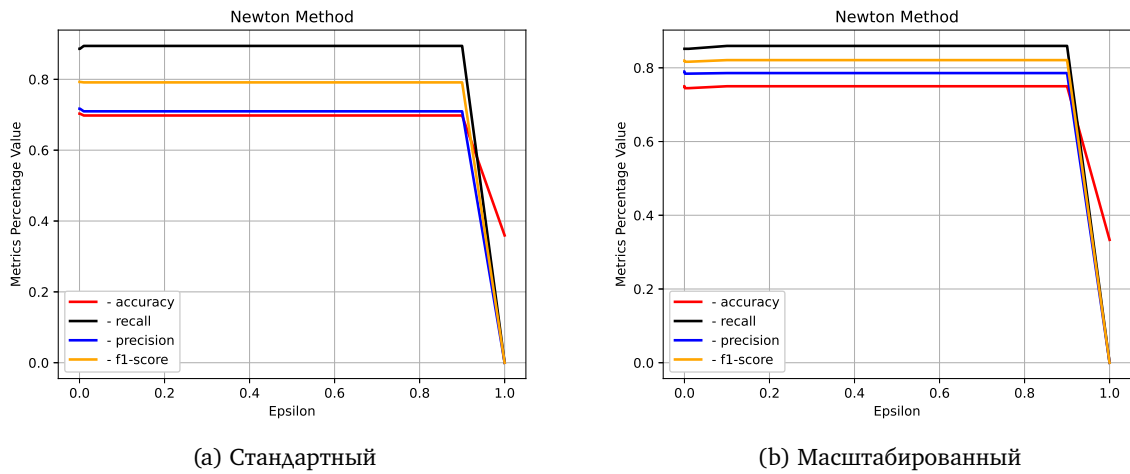 Newton Method
Metrics Percentage Value
0.8
0.6
0.4
0.2
0.0
- accuracy
- recall
- precision
- f1-score
0.0 0.2 0.4 0.6 0.8 1.0
Epsilon
(a) Стандартный
Newton Method
Metrics Percentage Value
0.8
0.6
0.4
0.2
0.0
- accuracy
- recall
- precision
- f1-score
0.0 0.2 0.4 0.6 0.8 1.0
Epsilon
(b) Масштабированный